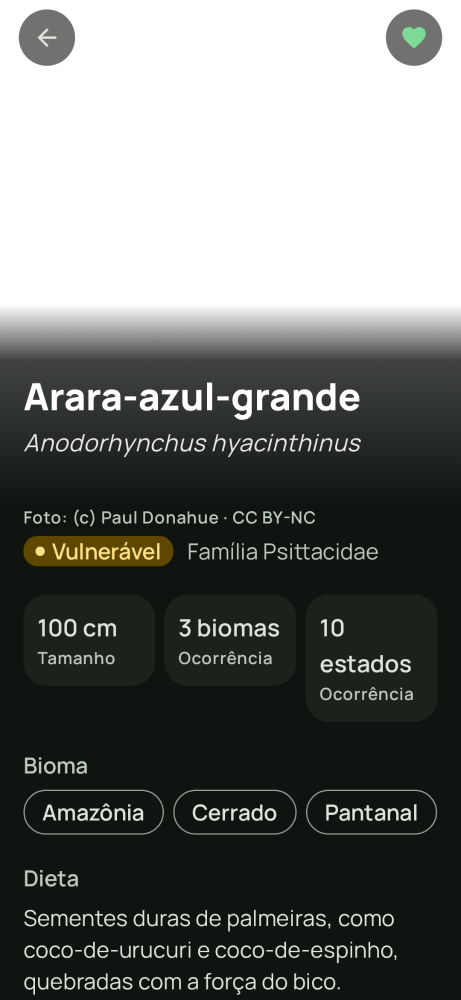 Arara-azul-grande
Anodorhynchus hyacinthinus
Foto: (c) Paul Donahue · CC BY-NC
Vulnerável
Família Psittacidae
100 cm
Tamanho
3 biomas
Ocorrência
10
estados
Ocorrência
Bioma
Amazônia
Cerrado
Pantanal
Dieta
Sementes duras de palmeiras, como
coco-de-urucuri e coco-de-espinho,
quebradas com a força do bico.